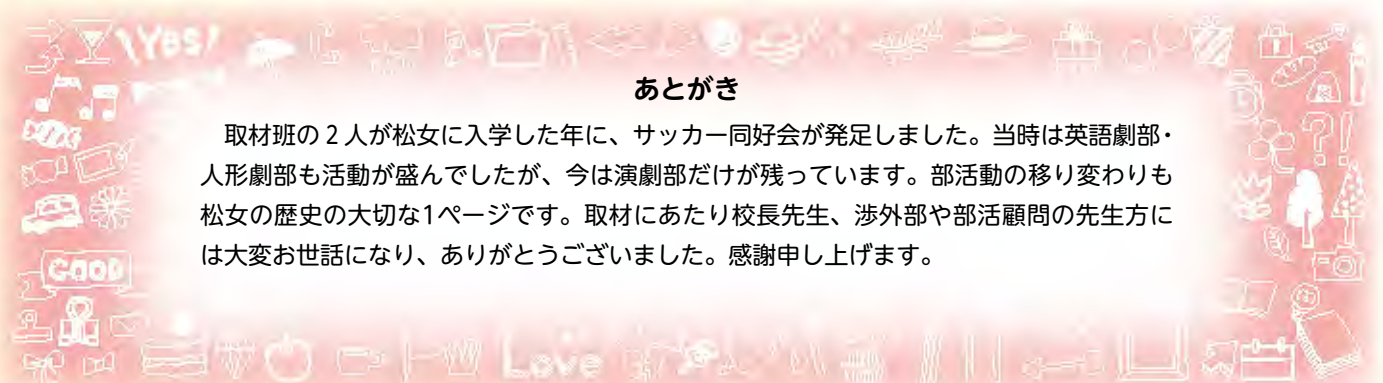 \Yes!
あとがき
取材班の2人が松女に入学した年に、サッカー同好会が発足しました。当時は英語劇部・
人形劇部も活動が盛んでしたが、今は演劇部だけが残っています。部活動の移り変わりも
松女の歴史の大切な1ページです。取材にあたり校長先生、渉外部や部活顧問の先生方に
は大変お世話になり、ありがとうございました。感謝申し上げます。
?!
GOOD
Love